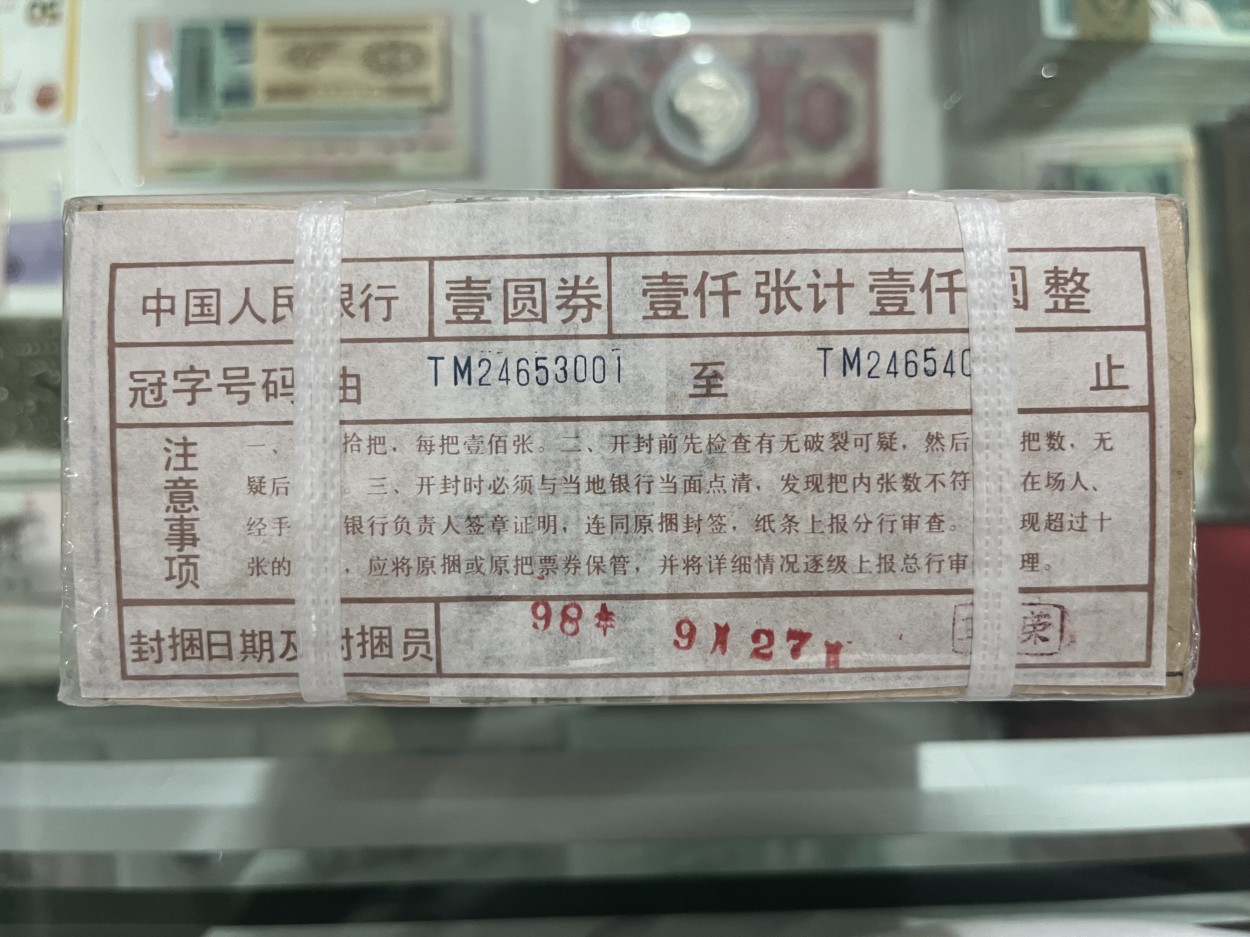 中国人民银行 壹圆券 壹仟张计壹仟圆整
冠字号码 由 TM24653001 至 TM246540 止
注意事项
一、 拾把，每把壹佰张。二、开封前先检查有无破裂可疑，然后 把数，无
疑后 三、开封时必须与当地银行当面点清，发现把内张数不符 在场人、
经手 银行负责人签章证明，连同原捆封签，纸条上报分行审查。 现超过十
张的 ，应将原捆或原把票券保管，并将详细情况逐级上报总行审 理。
封捆日期及封捆员 98年 9月27日 荣